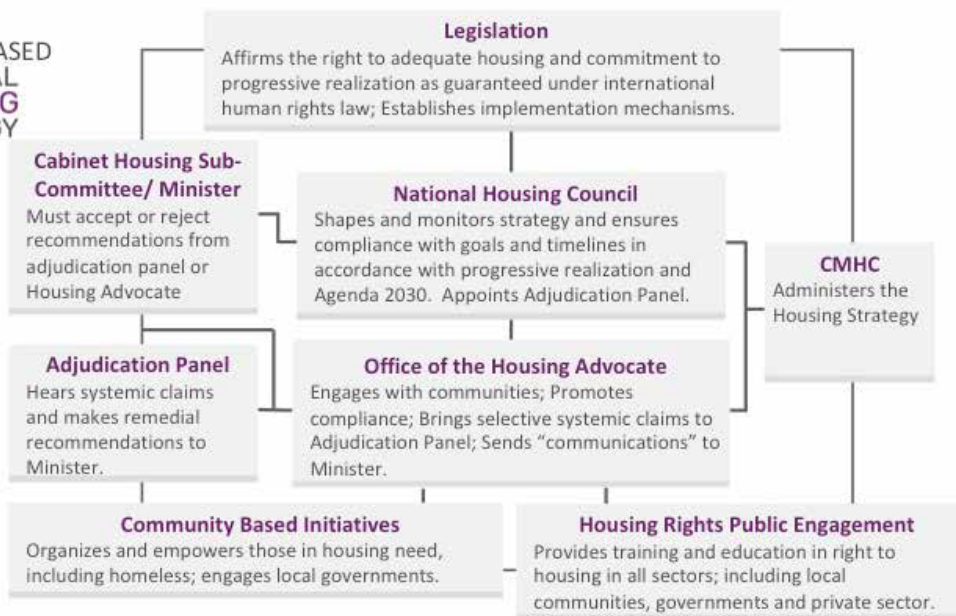 ASED
AL
G
GY
Legislation
Affirms the right to adequate housing and commitment to
progressive realization as guaranteed under international
human rights law; Establishes implementation mechanisms.
Cabinet Housing Sub-
Committee/ Minister
Must accept or reject
recommendations from
adjudication panel or
Housing Advocate
National Housing Council
Shapes and monitors strategy and ensures
compliance with goals and timelines in
accordance with progressive realization and
Agenda 2030.  Appoints Adjudication Panel.
CMHC
Administers the
Housing Strategy
Adjudication Panel
Hears systemic claims
and makes remedial
recommendations to
Minister.
Office of the Housing Advocate
Engages with communities; Promotes
compliance; Brings selective systemic claims to
Adjudication Panel; Sends “communications” to
Minister.
Community Based Initiatives
Organizes and empowers those in housing need,
including homeless; engages local governments.
Housing Rights Public Engagement
Provides training and education in right to
housing in all sectors; including local
communities, governments and private sector.